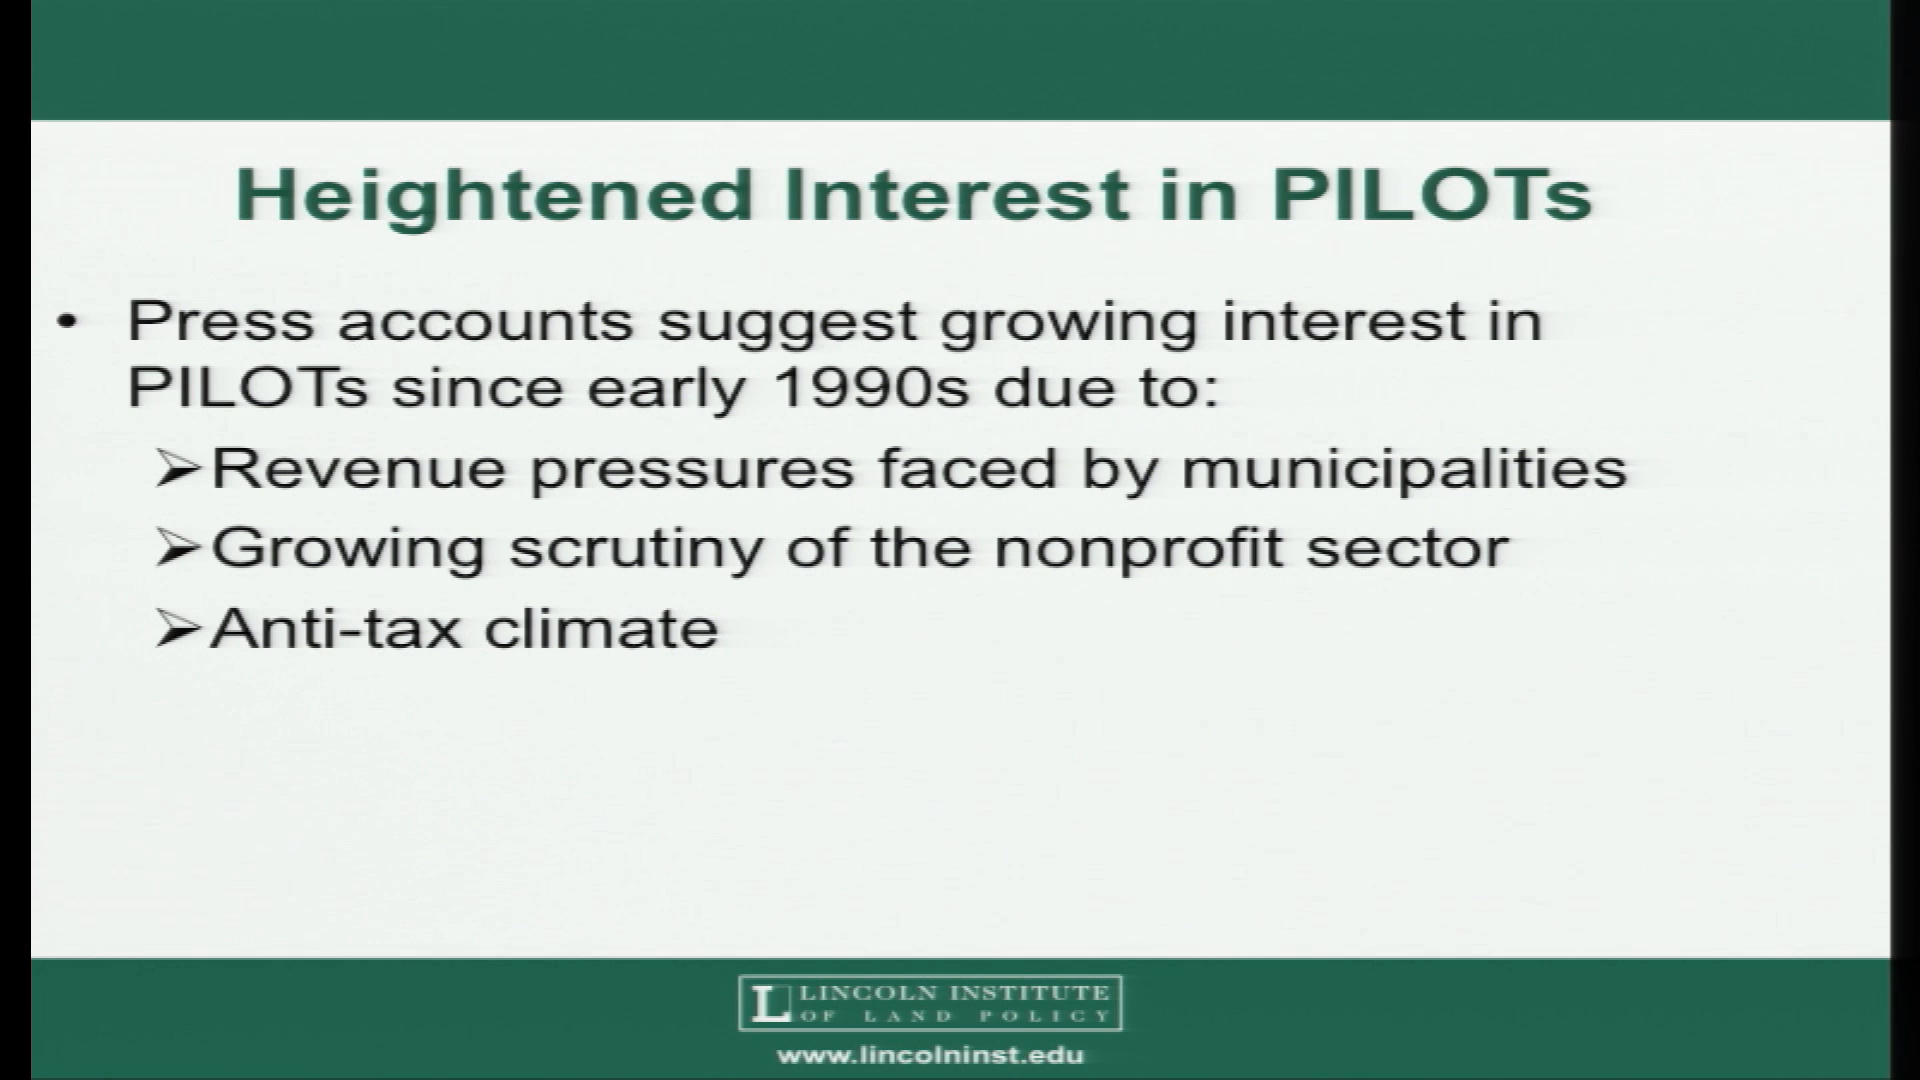 Heightened Interest in PILOTs
• Press accounts suggest growing interest in
PILOTs since early 1990s due to:
➢Revenue pressures faced by municipalities
➢Growing scrutiny of the nonprofit sector
➢Anti-tax climate
L LINCOLN INSTITUTE
OF LAND POLICY
www.lincolninst.edu